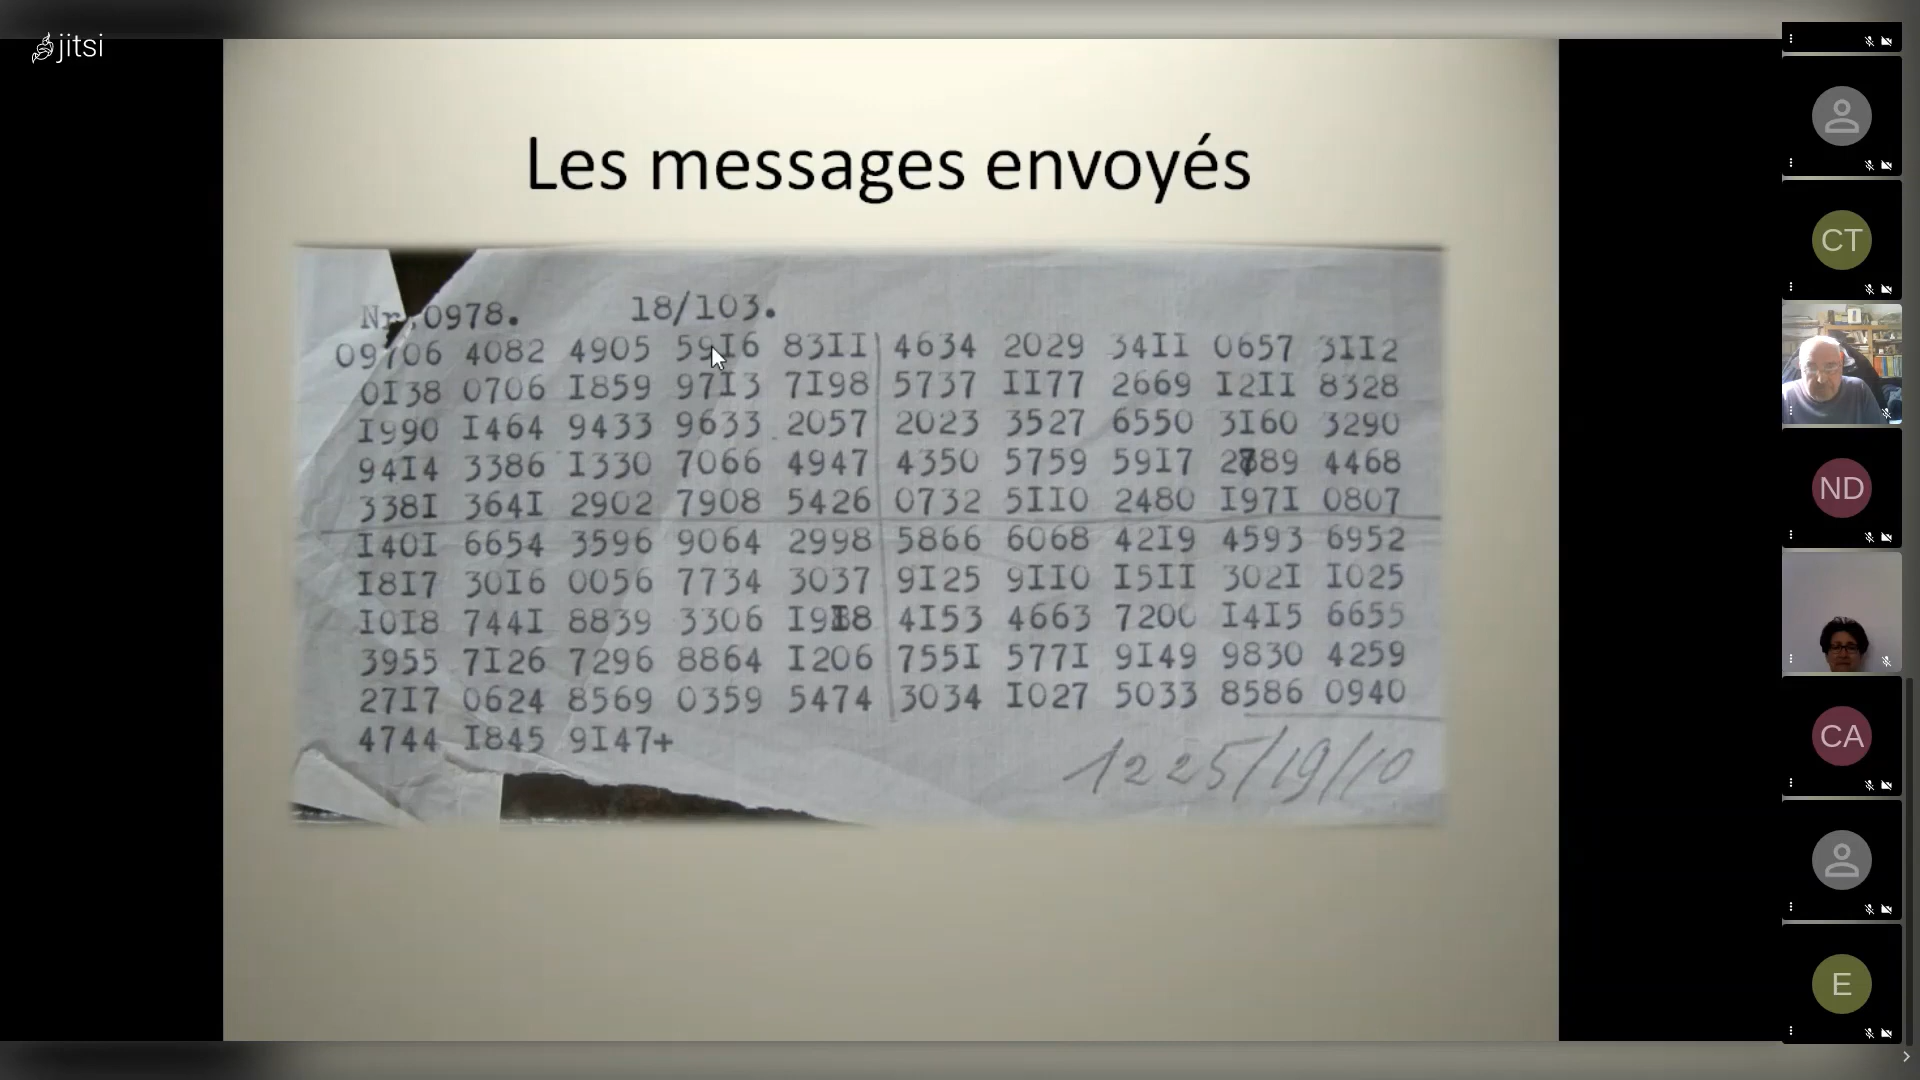 jitsi
Les messages envoyés
Nr.0978. 18/103.
09706 4082 4905 59I6 83II 4634 2029 34II 0657 3II2
0I38 0706 I859 97I3 7I98 5737 II77 2669 I2II 8328
I990 I464 9433 9633 2057 2023 3527 6550 3I60 3290
94I4 3386 I330 7066 4947 4350 5759 59I7 2789 4468
338I 364I 2902 7908 5426 0732 5II0 2480 I97I 0807
I40I 6654 3596 9064 2998 5866 6068 42I9 4593 6952
I8I7 30I6 0056 7734 3037 9I25 9II0 I5II 302I I025
I0I8 744I 8839 3306 4I53 4663 7200 I4I5 6655
3955 7I26 7296 8864 I206 755I 577I 9I49 9830 4259
27I7 0624 8569 0359 5474 3034 I027 5033 8586 0940
4744 I845 9I47+
1225/19/10
CT
ND
CA
E